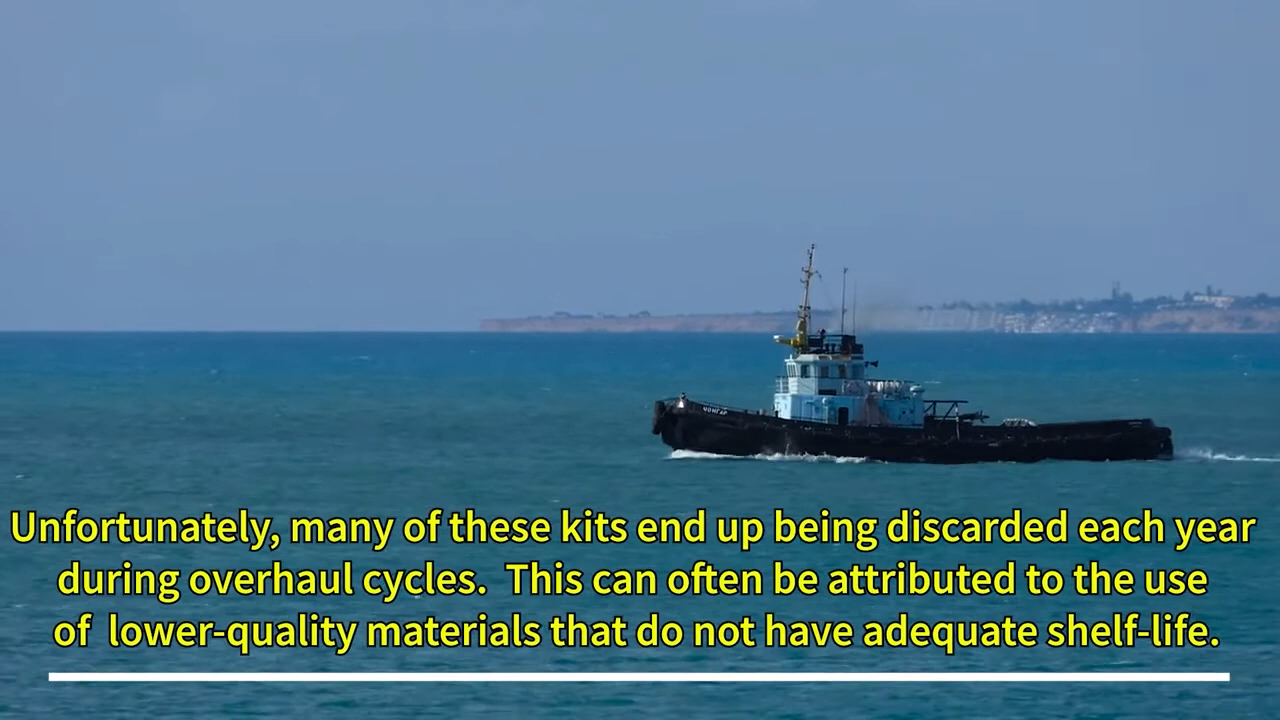 ЧОНГАР
Unfortunately, many of these kits end up being discarded each year
during overhaul cycles.  This can often be attributed to the use
of  lower-quality materials that do not have adequate shelf-life.